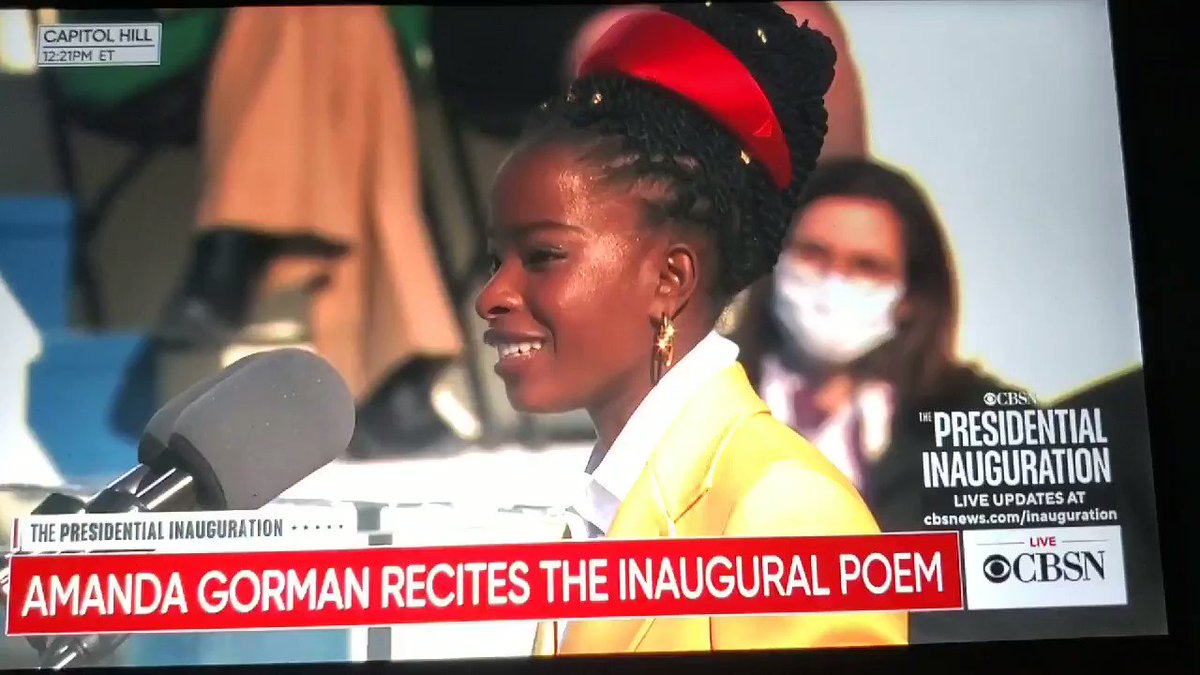 CAPITOL HILL
12:21PM ET
CBSN
THE PRESIDENTIAL
INAUGURATION
LIVE UPDATES AT
cbsnews.com/inauguration
THE PRESIDENTIAL INAUGURATION
AMANDA GORMAN RECITES THE INAUGURAL POEM
LIVE
CBSN